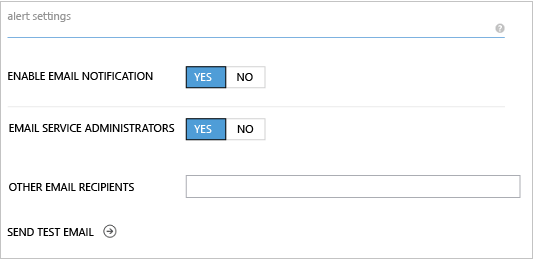 alert settings
?
ENABLE EMAIL NOTIFICATION YES NO
EMAIL SERVICE ADMINISTRATORS YES NO
OTHER EMAIL RECIPIENTS
SEND TEST EMAIL